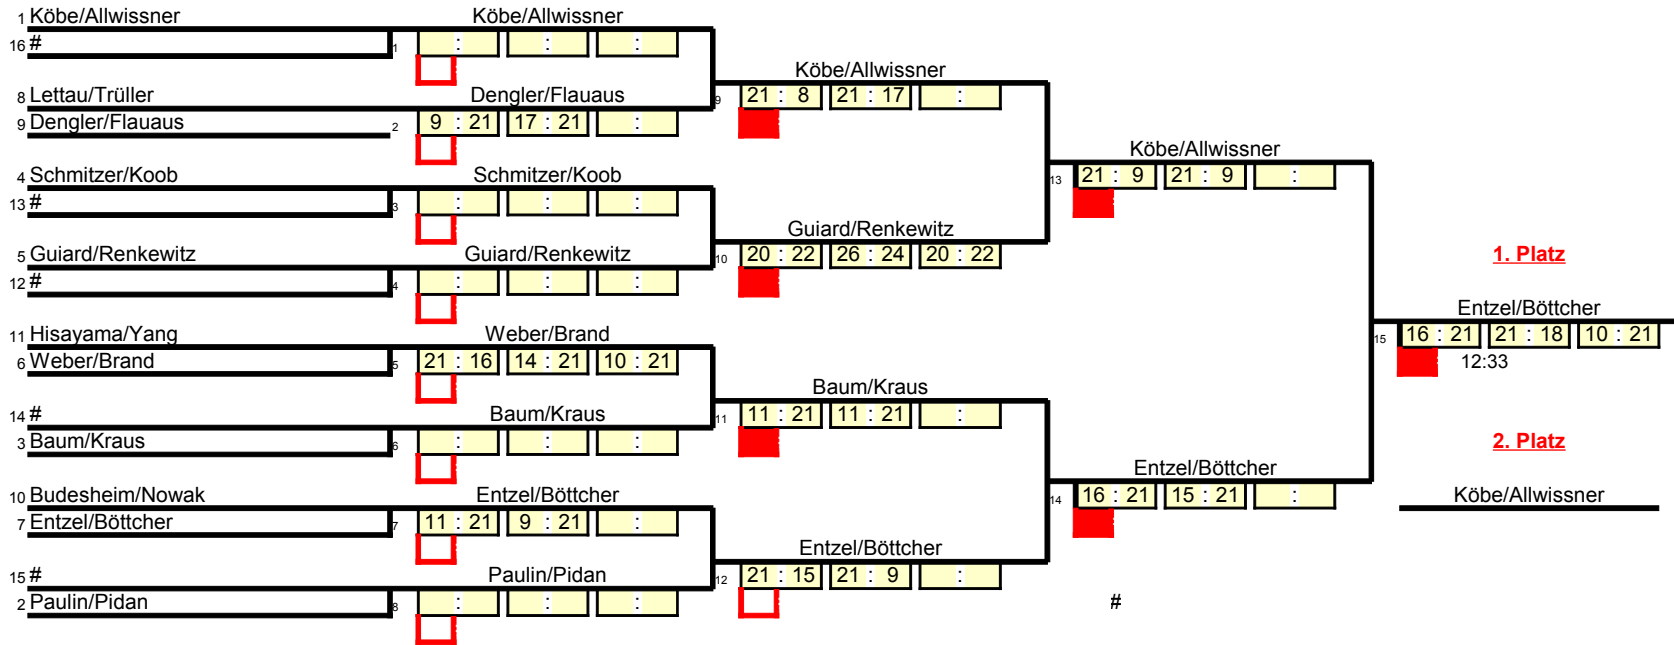 1 Köbe/Allwissner Köbe/Allwissner
16 # 1 : : :
Köbe/Allwissner
8 Lettau/Trüller Dengler/Flauaus 9 21 : 8 21 : 17 :
9 Dengler/Flauaus 2 9 : 21 17 : 21 :
Köbe/Allwissner
4 Schmitzer/Koob Schmitzer/Koob 13 21 : 9 21 : 9 :
13 # 3 : : :
Guiard/Renkewitz
5 Guiard/Renkewitz Guiard/Renkewitz 10 20 : 22 26 : 24 20 : 22 1. Platz
12 # 4 : : :
Entzel/Böttcher
11 Hisayama/Yang Weber/Brand 15 16 : 21 21 : 18 10 : 21
6 Weber/Brand 5 21 : 16 14 : 21 10 : 21 12:33
Baum/Kraus
14 # Baum/Kraus 11 11 : 21 11 : 21 :
3 Baum/Kraus 6 : : : 2. Platz
Entzel/Böttcher
10 Budesheim/Nowak Entzel/Böttcher 14 16 : 21 15 : 21 : Köbe/Allwissner
7 Entzel/Böttcher 7 11 : 21 9 : 21 :
Entzel/Böttcher
15 # Paulin/Pidan 12 21 : 15 21 : 9 :
2 Paulin/Pidan 8 : : : #